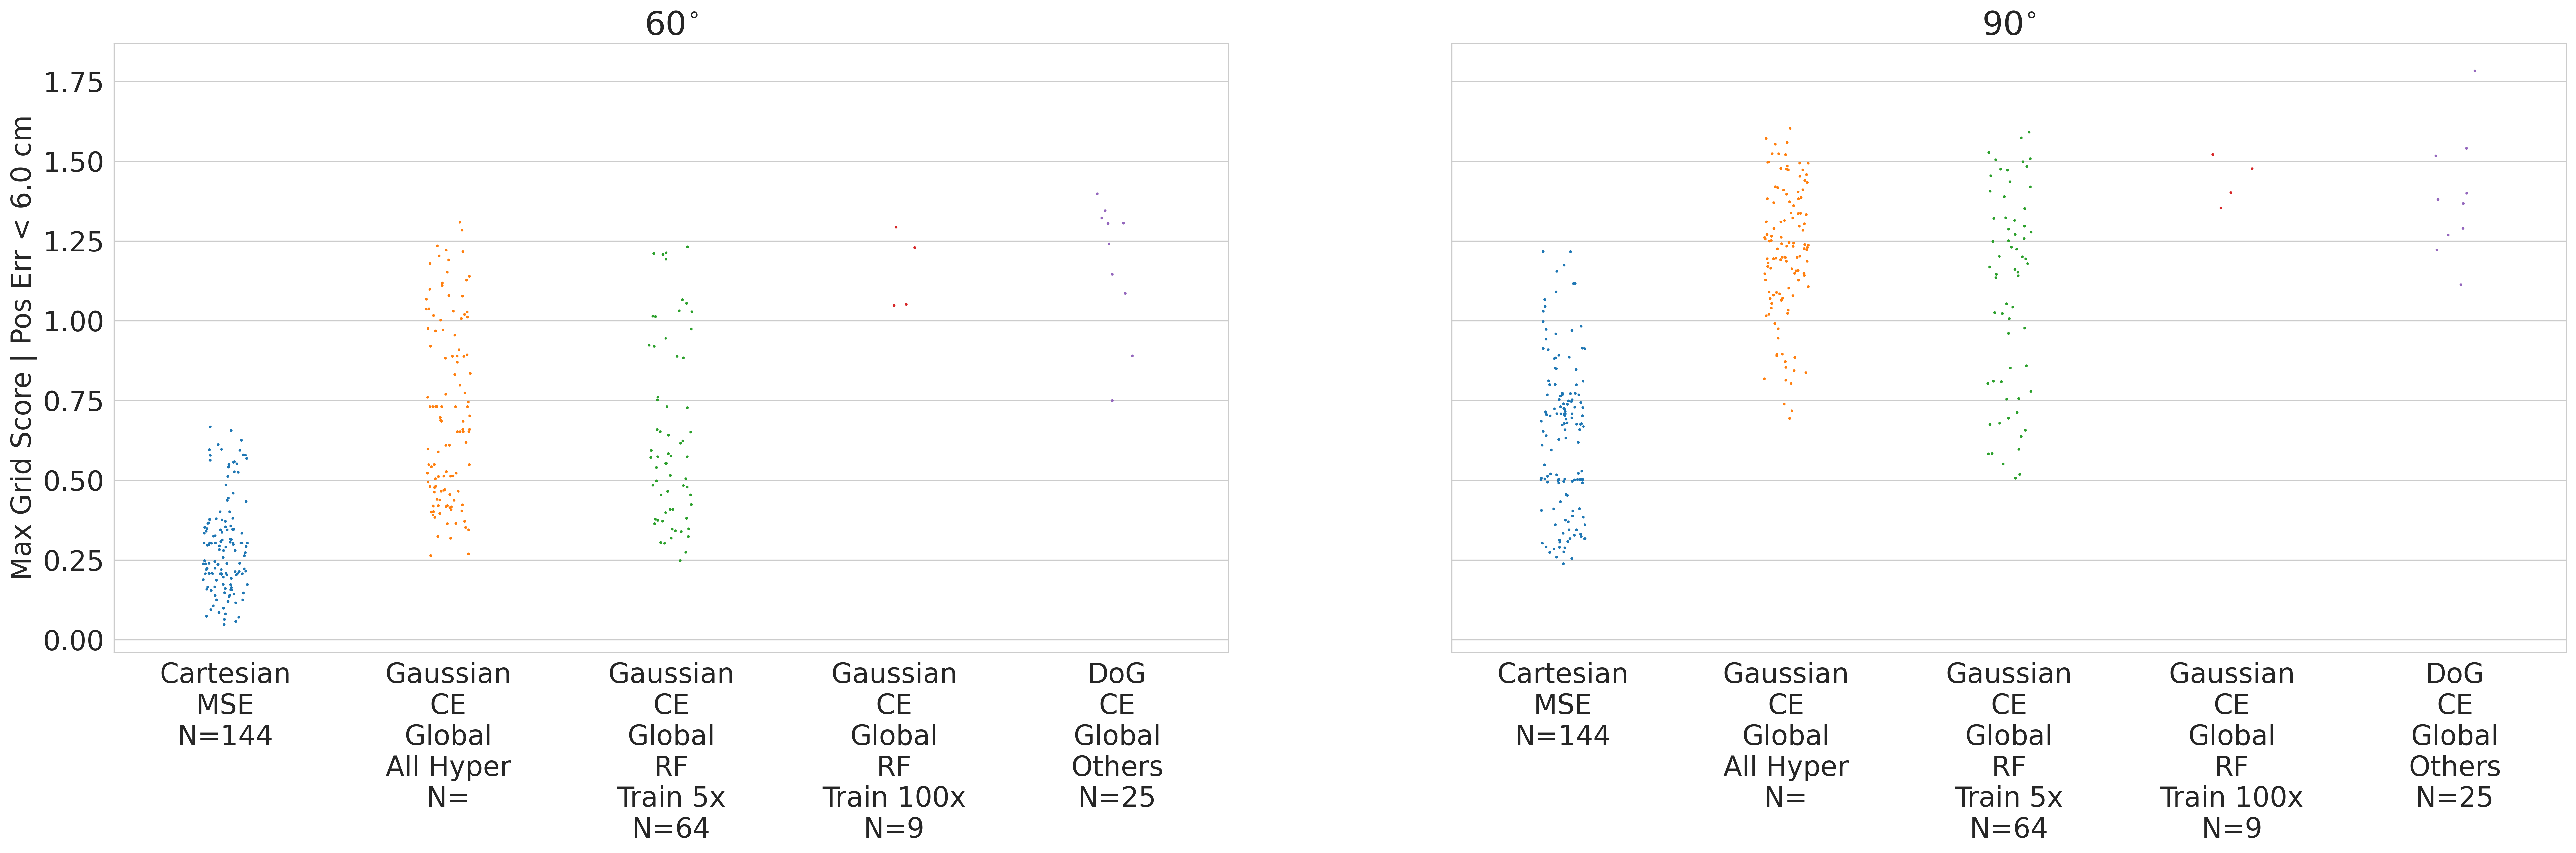 60°
90°
Max Grid Score | Pos Err < 6.0 cm
1.75
1.50
1.25
1.00
0.75
0.50
0.25
0.00
Cartesian
MSE
N=144
Gaussian
CE
Global
All Hyper
N=
Gaussian
CE
Global
RF
Train 5x
N=64
Gaussian
CE
Global
RF
Train 100x
N=9
DoG
CE
Global
Others
N=25
Cartesian
MSE
N=144
Gaussian
CE
Global
All Hyper
N=
Gaussian
CE
Global
RF
Train 5x
N=64
Gaussian
CE
Global
RF
Train 100x
N=9
DoG
CE
Global
Others
N=25